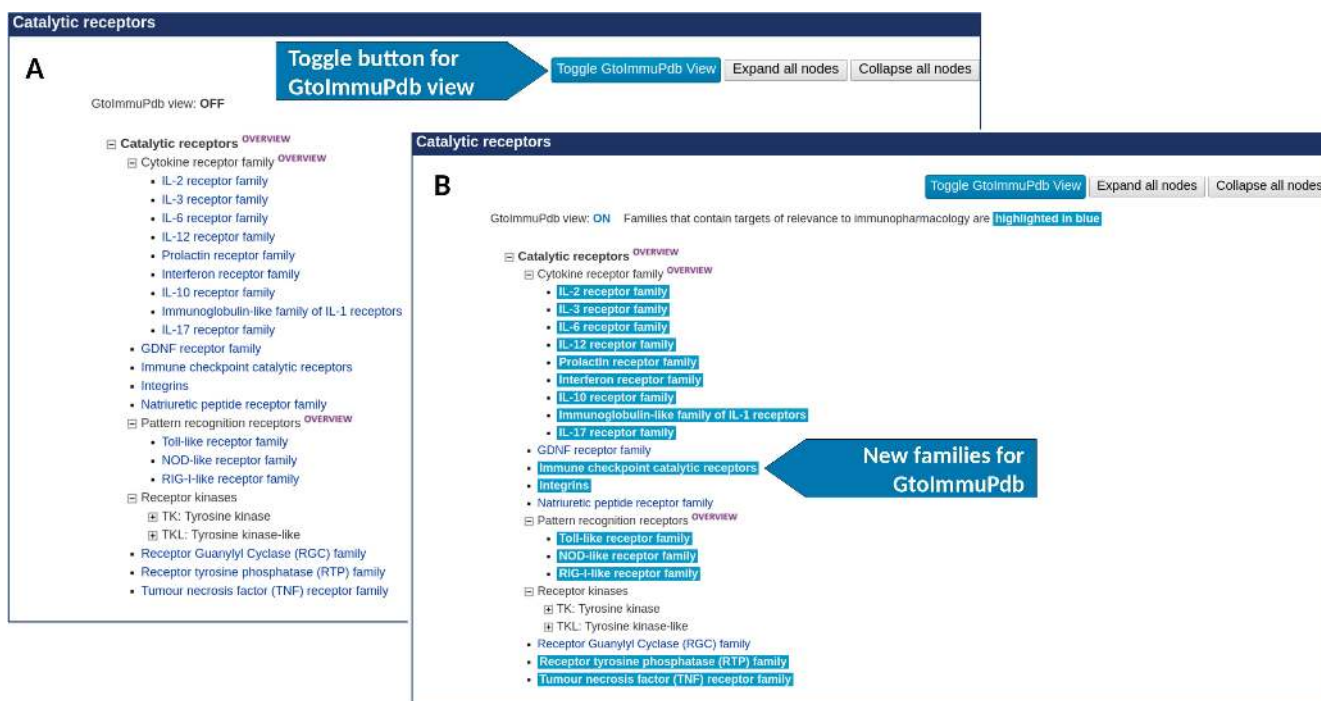 Catalytic receptors
A
Toggle button for
GtoImmuPdb view
Toggle GtoImmuPdb View Expand all nodes Collapse all nodes
GtoImmuPdb view: OFF
Catalytic receptors OVERVIEW
Cytokine receptor family OVERVIEW
IL-2 receptor family
IL-3 receptor family
IL-6 receptor family
IL-12 receptor family
Prolactin receptor family
Interferon receptor family
IL-10 receptor family
Immunoglobulin-like family of IL-1 receptors
IL-17 receptor family
GDNF receptor family
Immune checkpoint catalytic receptors
Integrins
Natriuretic peptide receptor family
Pattern recognition receptors OVERVIEW
Toll-like receptor family
NOD-like receptor family
RIG-I-like receptor family
Receptor kinases
TK: Tyrosine kinase
TKL: Tyrosine kinase-like
Receptor Guanylyl Cyclase (RGC) family
Receptor tyrosine phosphatase (RTP) family
Tumour necrosis factor (TNF) receptor family
Catalytic receptors
B
Toggle GtoImmuPdb View Expand all nodes Collapse all nodes
GtoImmuPdb view: ON Families that contain targets of relevance to immunopharmacology are highlighted in blue
Catalytic receptors OVERVIEW
Cytokine receptor family OVERVIEW
IL-2 receptor family
IL-3 receptor family
IL-6 receptor family
IL-12 receptor family
Prolactin receptor family
Interferon receptor family
IL-10 receptor family
Immunoglobulin-like family of IL-1 receptors
IL-17 receptor family
GDNF receptor family
Immune checkpoint catalytic receptors
Integrins
New families for
GtoImmuPdb
Natriuretic peptide receptor family
Pattern recognition receptors OVERVIEW
Toll-like receptor family
NOD-like receptor family
RIG-I-like receptor family
Receptor kinases
TK: Tyrosine kinase
TKL: Tyrosine kinase-like
Receptor Guanylyl Cyclase (RGC) family
Receptor tyrosine phosphatase (RTP) family
Tumour necrosis factor (TNF) receptor family